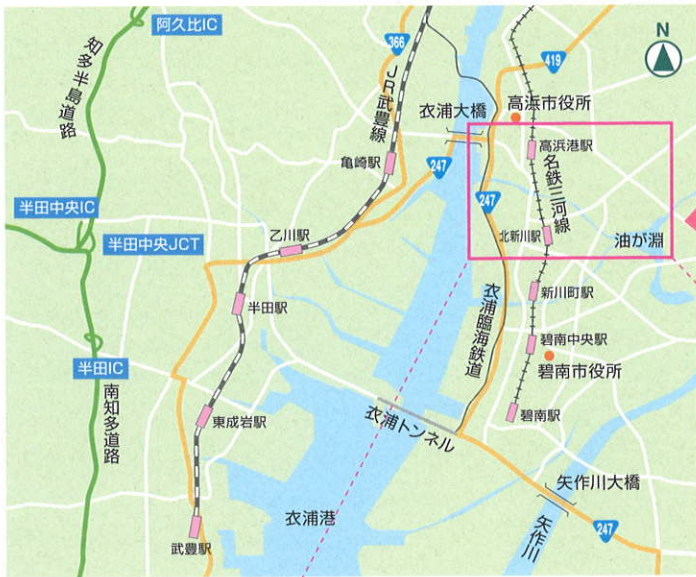 阿久比IC
知多半島道路
366
JR武豊線
419
N
衣浦大橋
高浜市役所
高浜港駅
亀崎駅
247
名鉄三河線
247
半田中央IC
半田中央JCT
乙川駅
北新川駅
油が淵
半田駅
衣浦臨海鉄道
新川町駅
碧南中央駅
碧南市役所
半田IC
南知多道路
東成岩駅
衣浦トンネル
碧南駅
矢作川大橋
衣浦港
矢作川
247
武豊駅